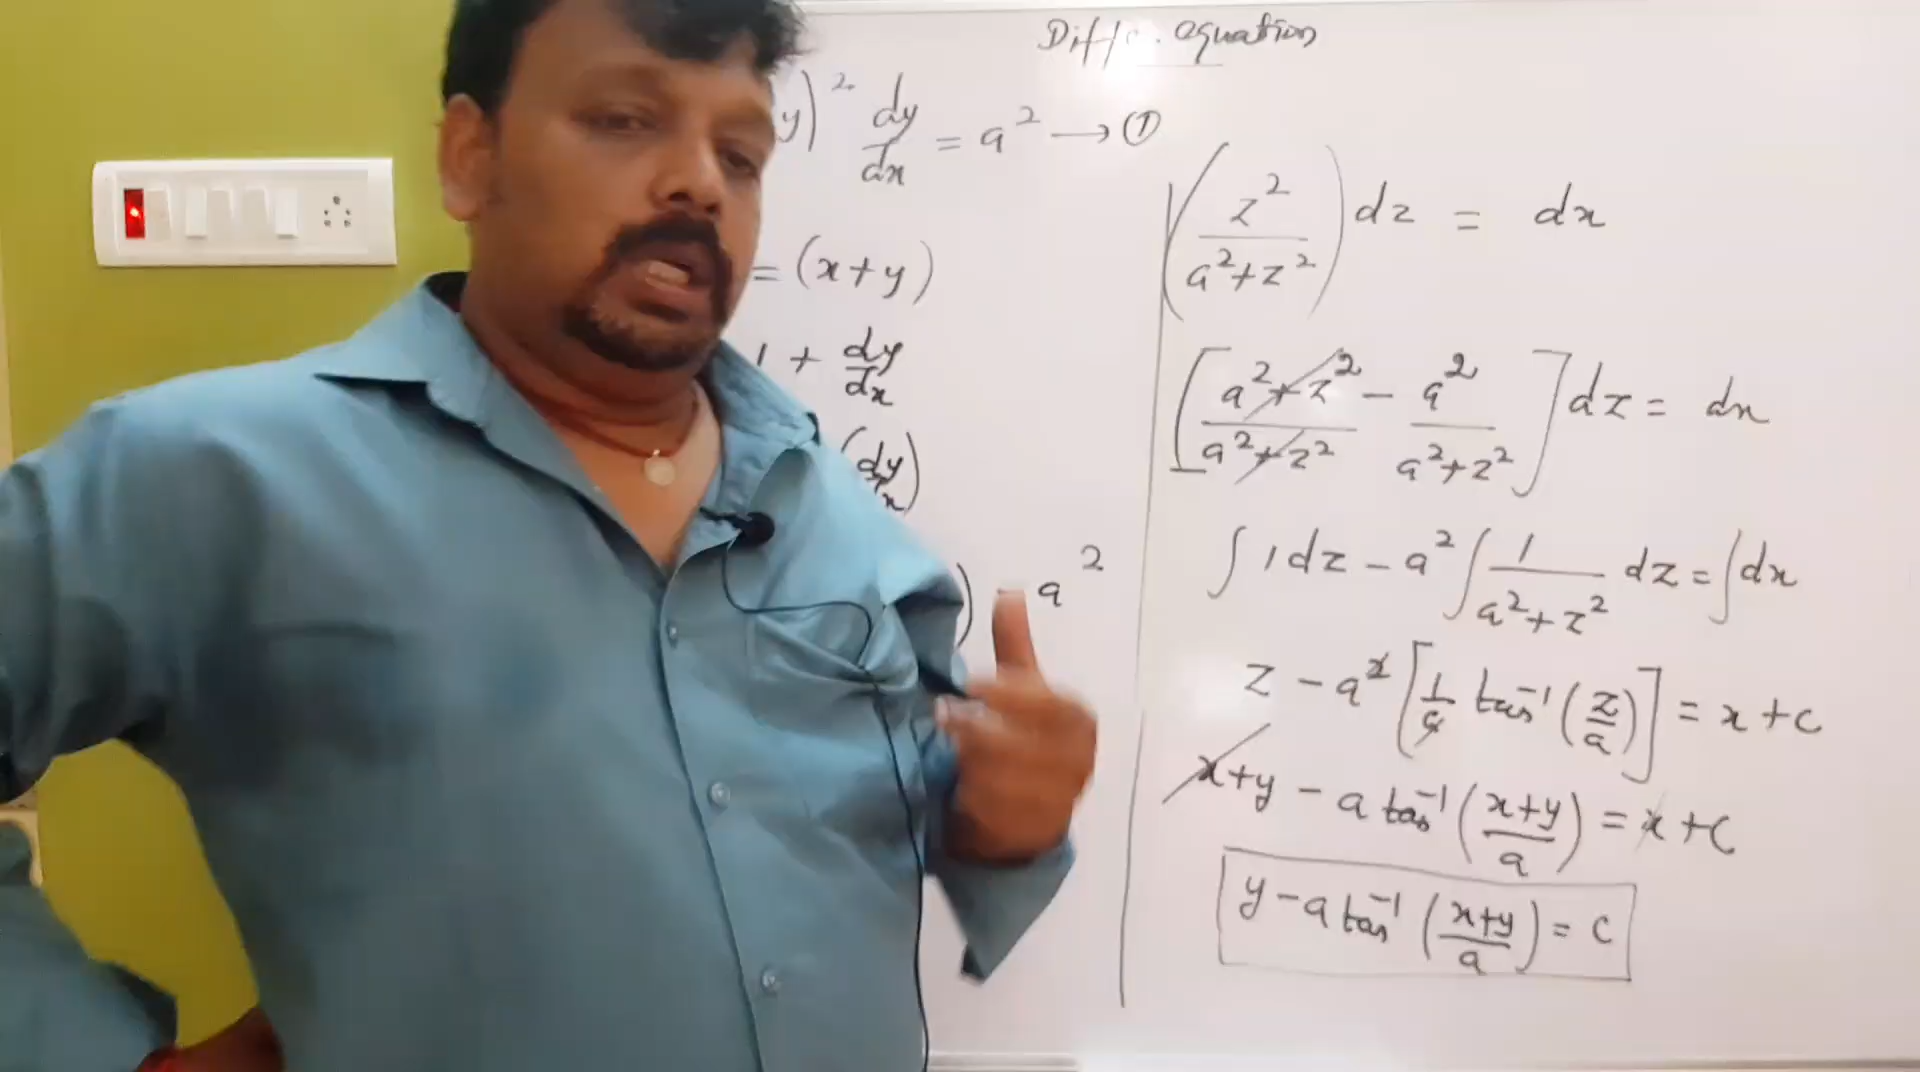 Diff. equation
y)² dy/dx = a² → ①
= (x+y)
1 + dy/dx
(dy/dx)
) = a²
(z²/(a²+z²)) dz = dx
[(a²+z²)/(a²+z²) - a²/(a²+z²)] dz = dx
∫ 1 dz - a² ∫ 1/(a²+z²) dz = ∫ dx
z - a² [1/a tan⁻¹(z/a)] = x + c
x+y - a tan⁻¹((x+y)/a) = x + c
y - a tan⁻¹((x+y)/a) = c